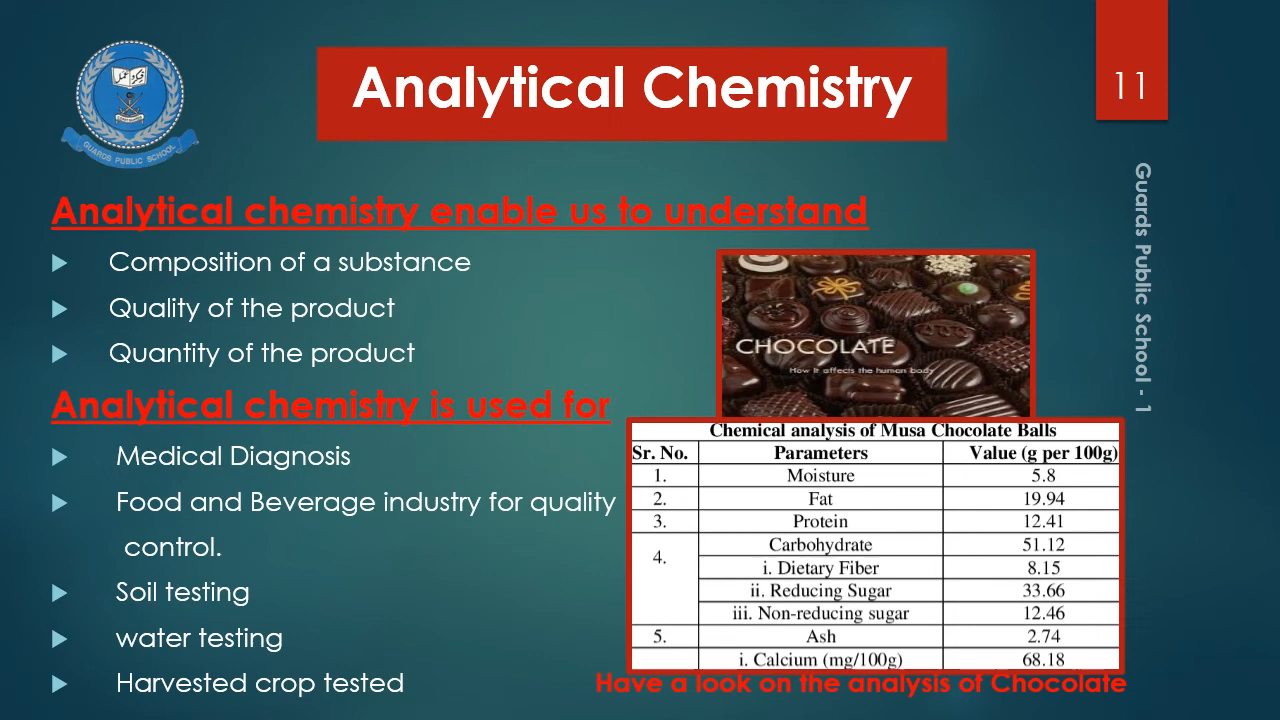 Analytical Chemistry
11
GUARDS PUBLIC SCHOOL
Guards Public School - 1
Analytical chemistry enable us to understand
Composition of a substance
Quality of the product
Quantity of the product
Analytical chemistry is used for
Medical Diagnosis
Food and Beverage industry for quality
control.
Soil testing
water testing
Harvested crop tested
CHOCOLATE
How it affects the human body
Chemical analysis of Musa Chocolate Balls
Sr. No. Parameters Value (g per 100g)
1. Moisture 5.8
2. Fat 19.94
3. Protein 12.41
4. Carbohydrate 51.12
i. Dietary Fiber 8.15
ii. Reducing Sugar 33.66
iii. Non-reducing sugar 12.46
5. Ash 2.74
i. Calcium (mg/100g) 68.18
Have a look on the analysis of Chocolate